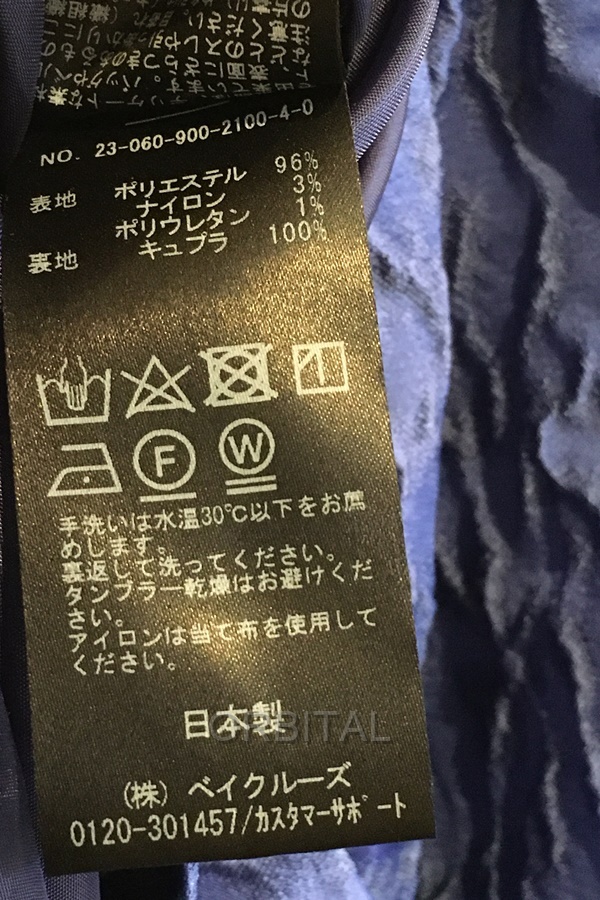 NO. 23-060-900-2100-4-0
表地 ポリエステル 96%
ナイロン 3%
ポリウレタン 1%
裏地 キュプラ 100%
F W
手洗いは水温30℃以下をお薦
めします。
裏返して洗ってください。
タンブラー乾燥はお避けくだ
さい。
アイロンは当て布を使用して
ください。
日本製
ORBITAL
(株) ベイクルーズ
0120-301457/カスタマーサポート